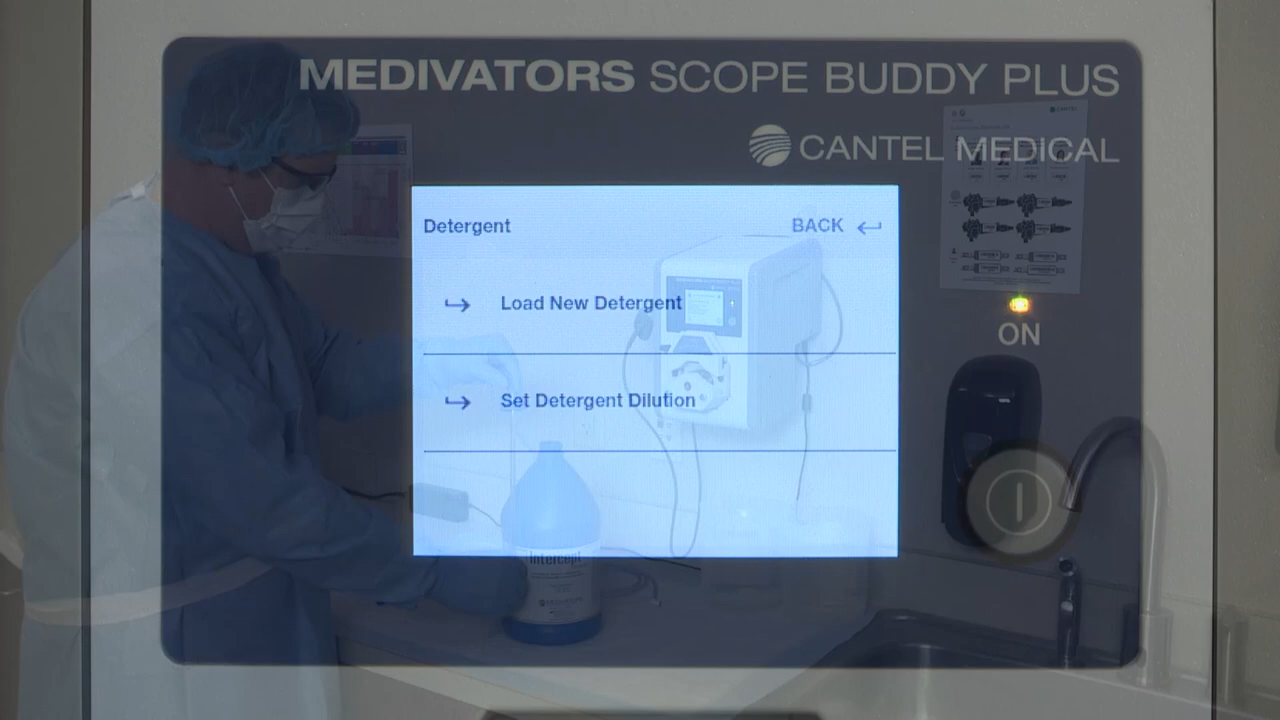 MEDIVATORS SCOPE BUDDY PLUS
CANTEL MEDICAL
Detergent
BACK
Load New Detergent
ON
Set Detergent Dilution
Intercept